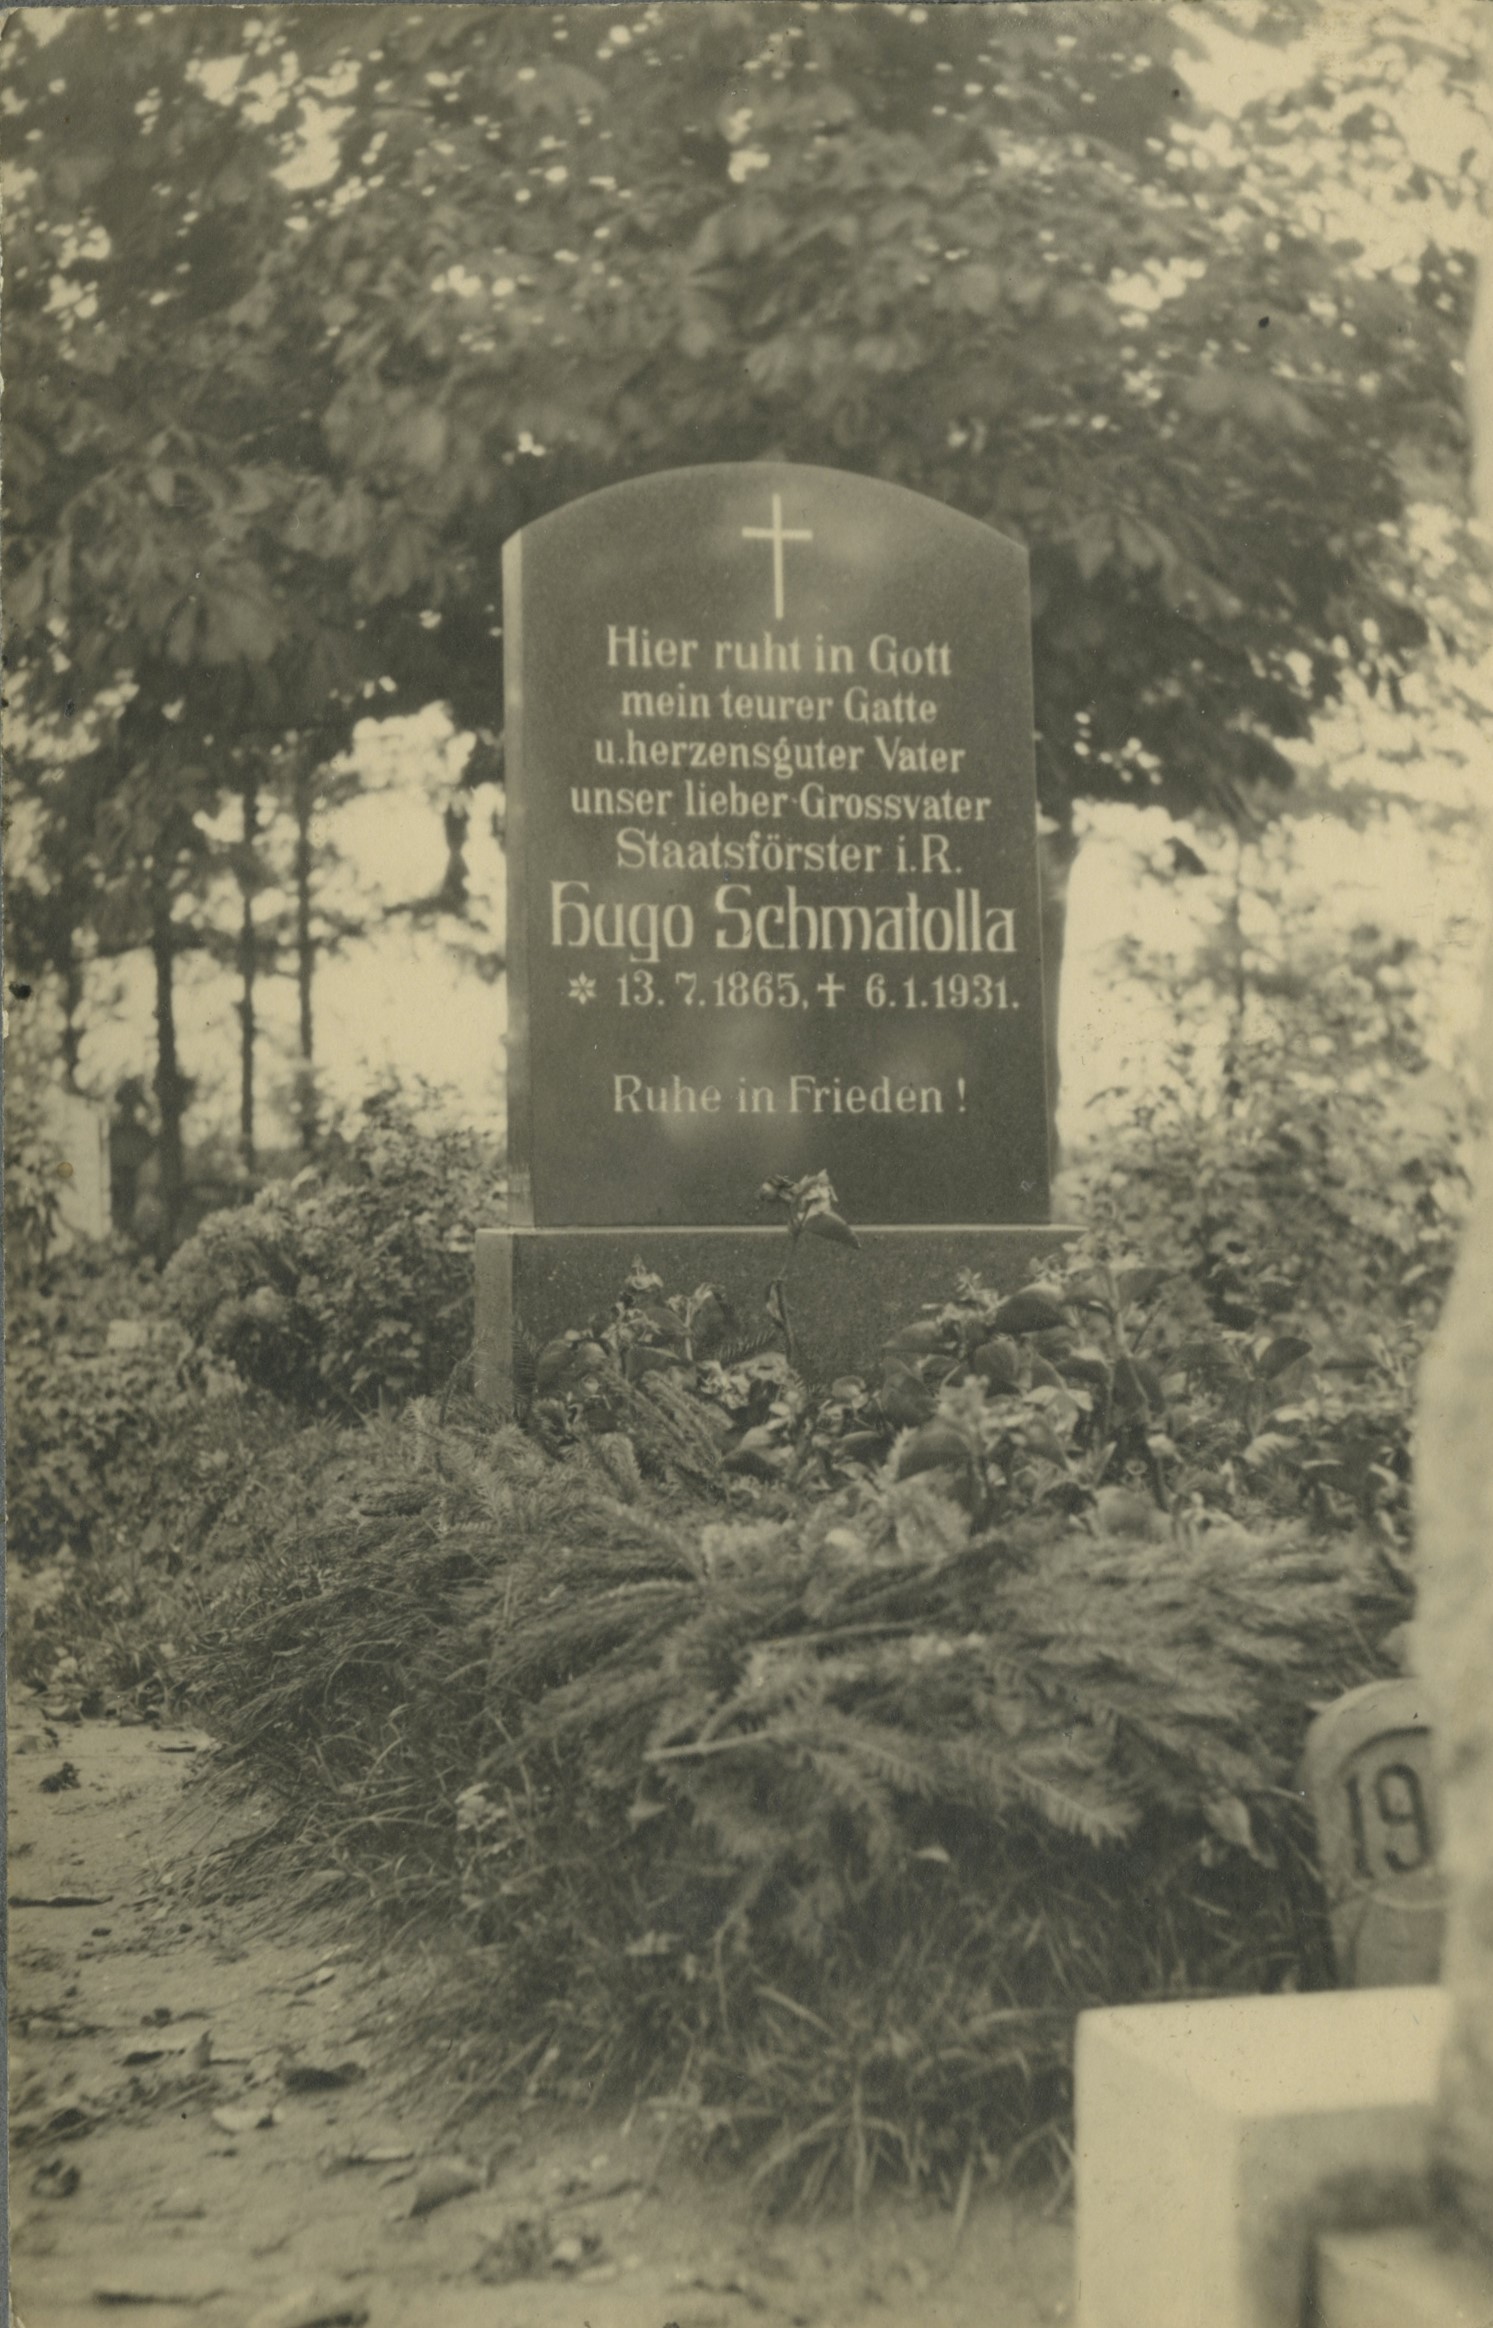 Hier ruht in Gott
mein teurer Gatte
u.herzensguter Vater
unser lieber Grossvater
Staatsförster i.R.
Hugo Schmatolla
* 13.7.1865, † 6.1.1931.
Ruhe in Frieden!
19